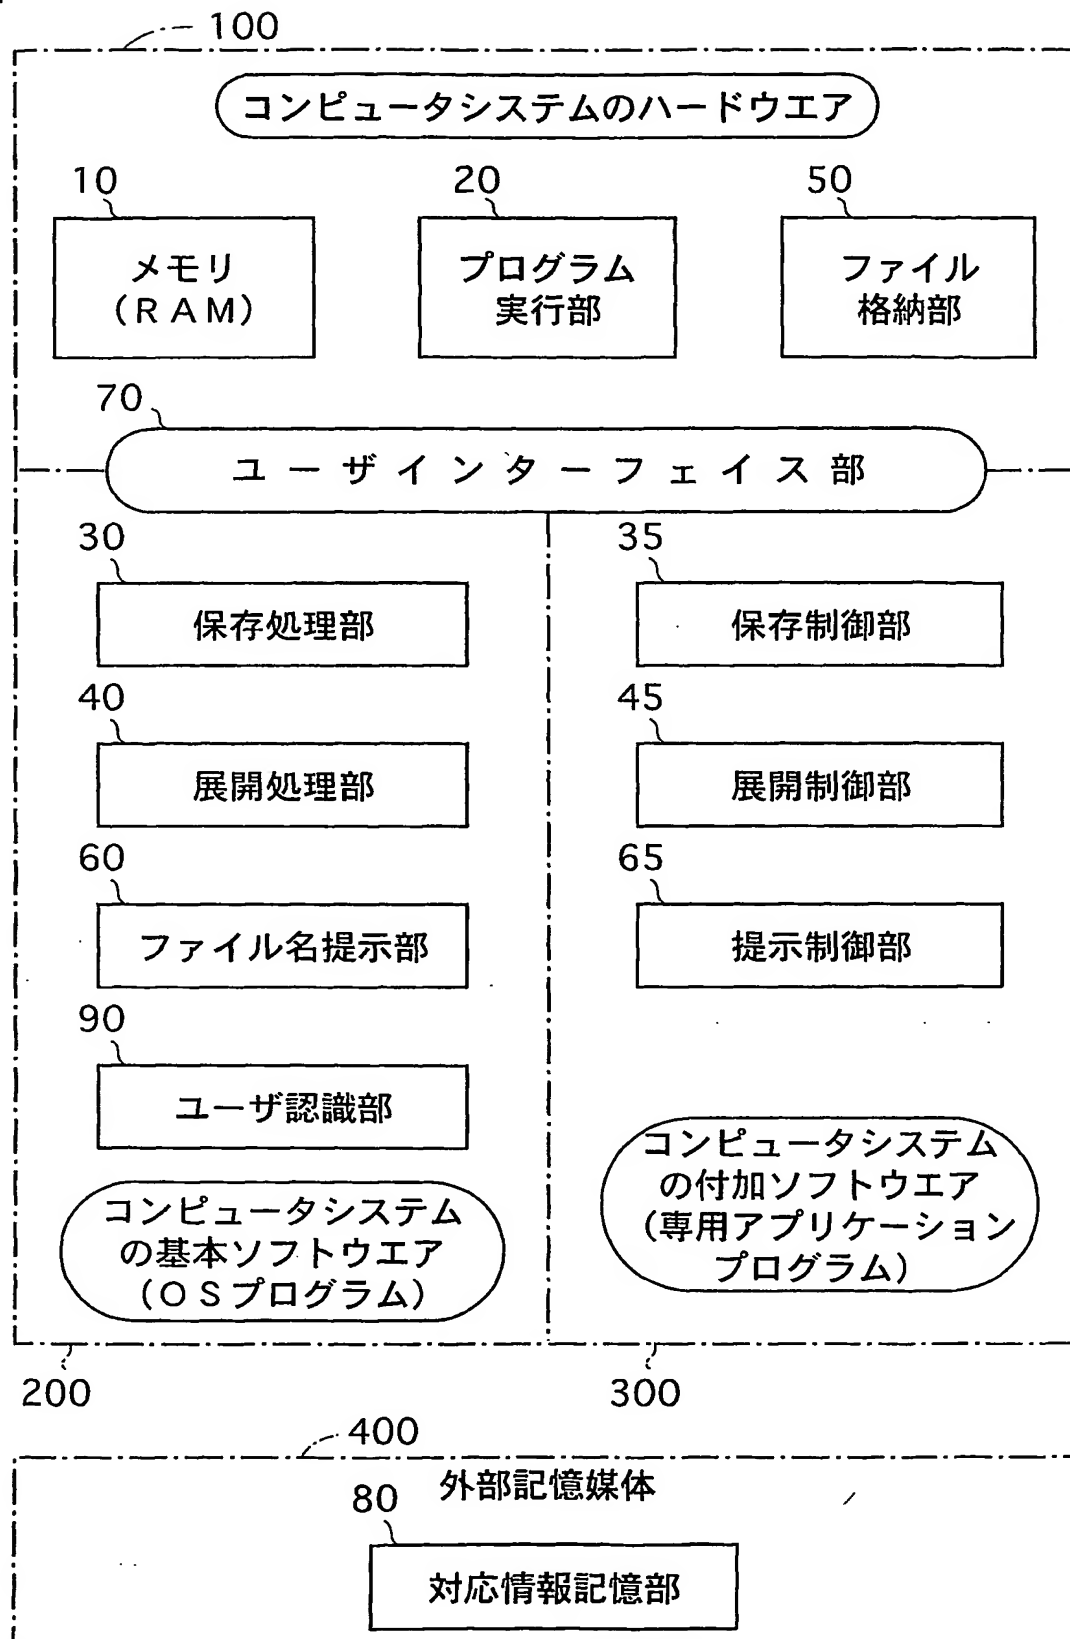 100
コンピュータシステムのハードウエア
10
20
50
メモリ
(RAM)
プログラム
実行部
ファイル
格納部
70
ユーザインターフェイス部
30
35
保存処理部
保存制御部
40
45
展開処理部
展開制御部
60
65
ファイル名提示部
提示制御部
90
ユーザ認識部
コンピュータシステム
の基本ソフトウエア
(OSプログラム)
コンピュータシステム
の付加ソフトウエア
(専用アプリケーション
プログラム)
200
300
400
外部記憶媒体
80
対応情報記憶部